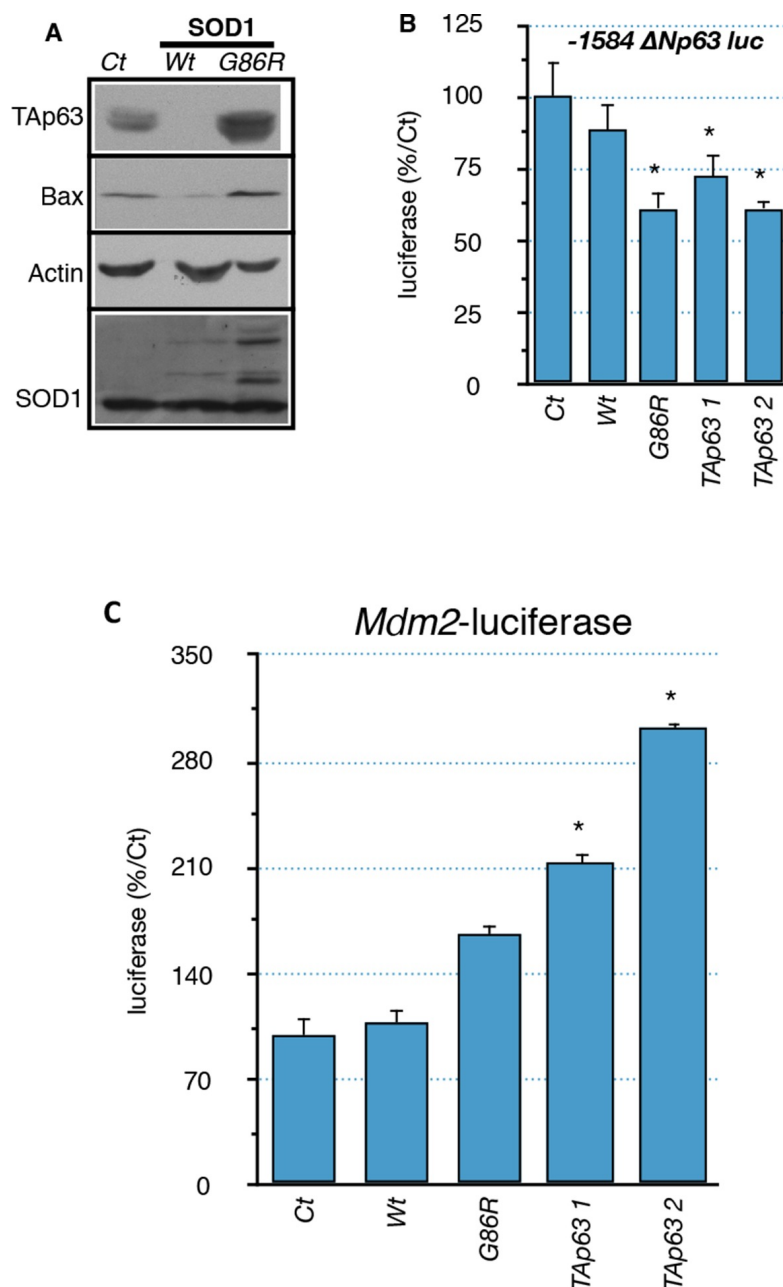 A
SOD1
Ct Wt G86R
TAp63
Bax
Actin
SOD1
B
-1584 ΔNp63 luc
luciferase (%/Ct)
125
100
75
50
25
0
*
*
*
Ct
Wt
G86R
TAp63 1
TAp63 2
C
Mdm2-luciferase
luciferase (%/Ct)
350
280
210
140
70
0
*
*
Ct
Wt
G86R
TAp63 1
TAp63 2